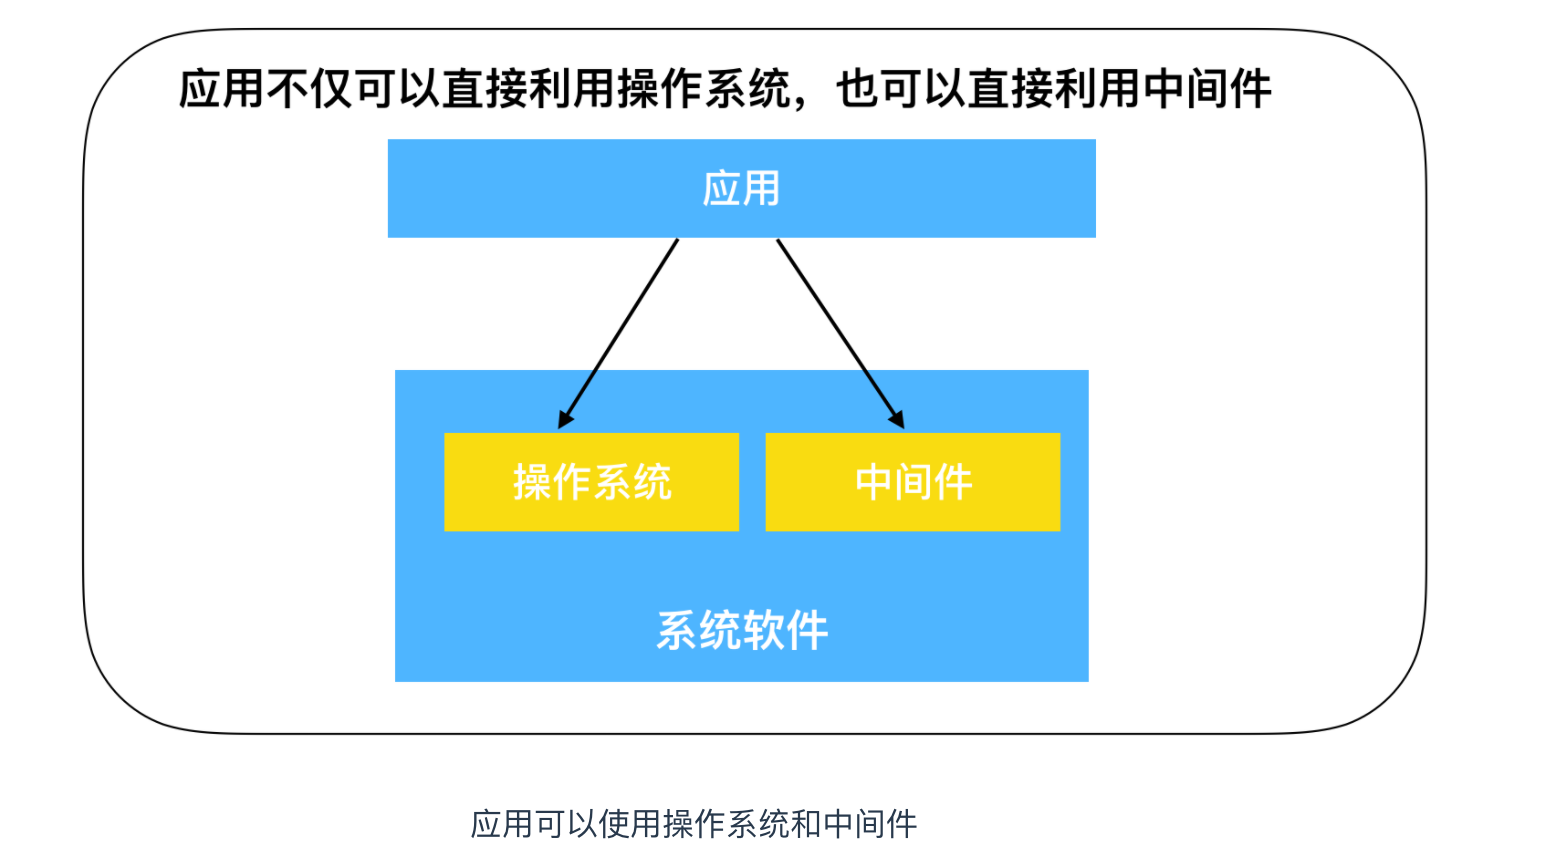 应用不仅可以直接利用操作系统，也可以直接利用中间件
应用
操作系统
中间件
系统软件
应用可以使用操作系统和中间件